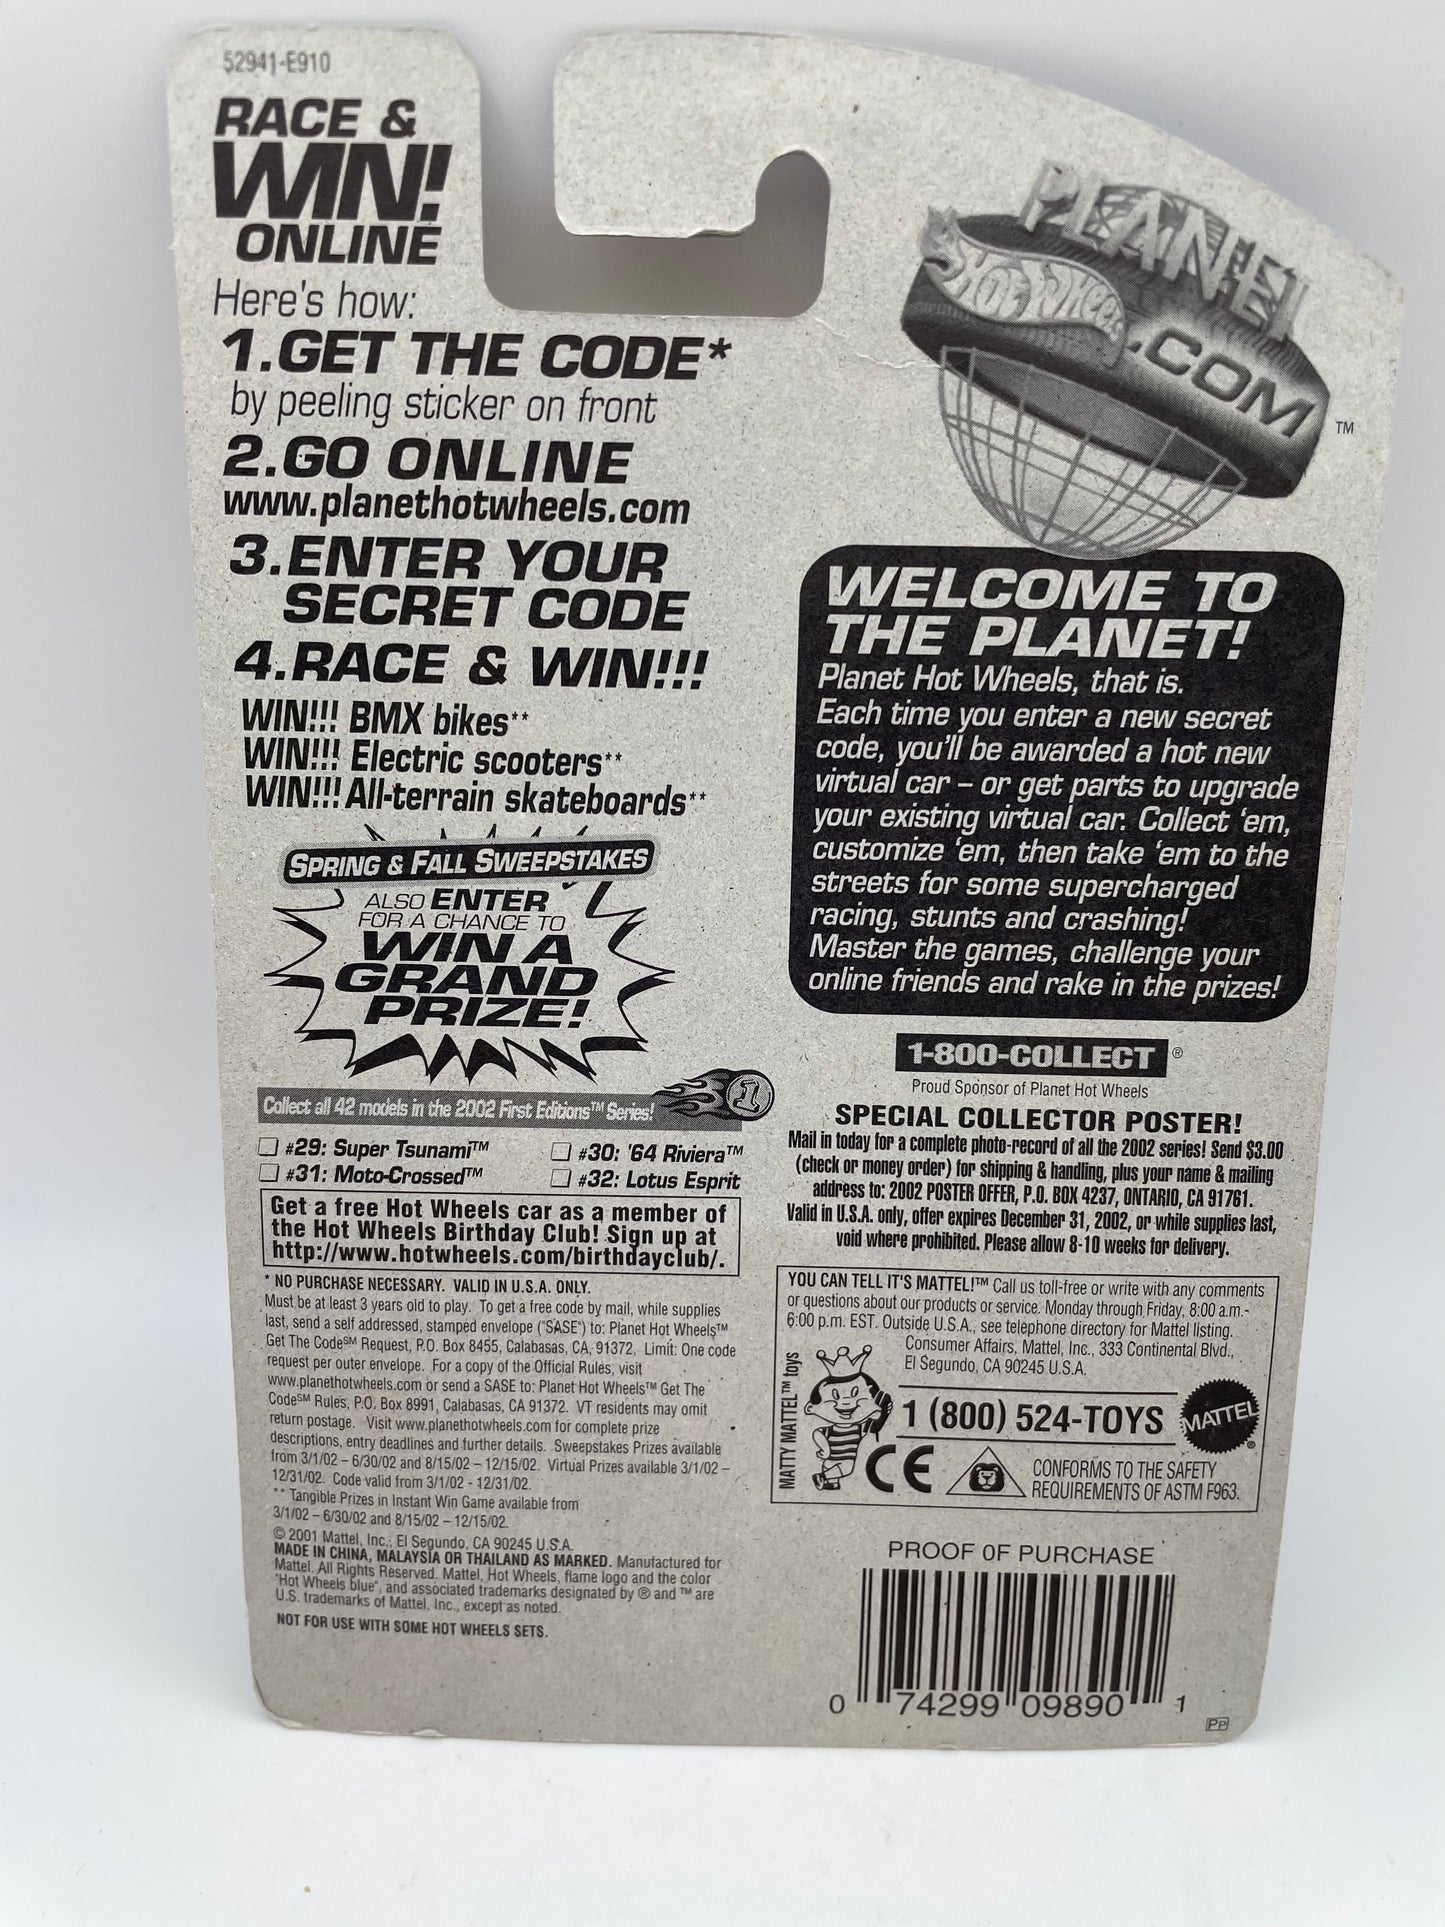 52941-E910
RACE &
WIN!
ONLINE
Here's how:
1.GET THE CODE*
by peeling sticker on front
2.GO ONLINE
www.planethotwheels.com
3.ENTER YOUR
SECRET CODE
4.RACE & WIN!!!
WIN!!! BMX bikes**
WIN!!! Electric scooters**
WIN!!! All-terrain skateboards**
SPRING & FALL SWEEPSTAKES
ALSO ENTER
FOR A CHANCE TO
WIN A
GRAND
PRIZE!
Collect all 42 models in the 2002 First Editions™ Series!
1
#29: Super Tsunami™ #30: '64 Riviera™
#31: Moto-Crossed™ #32: Lotus Esprit
Get a free Hot Wheels car as a member of
the Hot Wheels Birthday Club! Sign up at
http://www.hotwheels.com/birthdayclub/.
* NO PURCHASE NECESSARY. VALID IN U.S.A. ONLY.
Must be at least 3 years old to play. To get a free code by mail, while supplies
last, send a self addressed, stamped envelope ("SASE") to: Planet Hot Wheels™
Get The Code℠ Request, P.O. Box 8455, Calabasas, CA, 91372. Limit: One code
request per outer envelope. For a copy of the Official Rules, visit
www.planethotwheels.com or send a SASE to: Planet Hot Wheels™ Get The
Code℠ Rules, P.O. Box 8991, Calabasas, CA 91372. VT residents may omit
return postage. Visit www.planethotwheels.com for complete prize
descriptions, entry deadlines and further details. Sweepstakes Prizes available
from 3/1/02 – 6/30/02 and 8/15/02 – 12/15/02. Virtual Prizes available 3/1/02 –
12/31/02. Code valid from 3/1/02 - 12/31/02.
** Tangible Prizes in Instant Win Game available from
3/1/02 – 6/30/02 and 8/15/02 – 12/15/02.
© 2001 Mattel, Inc., El Segundo, CA 90245 U.S.A.
MADE IN CHINA, MALAYSIA OR THAILAND AS MARKED. Manufactured for
Mattel. All Rights Reserved. Mattel, Hot Wheels, flame logo and the color
"Hot Wheels blue", and associated trademarks designated by ® and ™ are
U.S. trademarks of Mattel, Inc., except as noted.
NOT FOR USE WITH SOME HOT WHEELS SETS.
PLANET
HOT WHEELS
.COM
™
WELCOME TO
THE PLANET!
Planet Hot Wheels, that is.
Each time you enter a new secret
code, you'll be awarded a hot new
virtual car – or get parts to upgrade
your existing virtual car. Collect 'em,
customize 'em, then take 'em to the
streets for some supercharged
racing, stunts and crashing!
Master the games, challenge your
online friends and rake in the prizes!
1-800-COLLECT ®
Proud Sponsor of Planet Hot Wheels
SPECIAL COLLECTOR POSTER!
Mail in today for a complete photo-record of all the 2002 series! Send $3.00
(check or money order) for shipping & handling, plus your name & mailing
address to: 2002 POSTER OFFER, P.O. BOX 4237, ONTARIO, CA 91761.
Valid in U.S.A. only, offer expires December 31, 2002, or while supplies last,
void where prohibited. Please allow 8-10 weeks for delivery.
YOU CAN TELL IT'S MATTEL!™ Call us toll-free or write with any comments
or questions about our products or service. Monday through Friday, 8:00 a.m.-
6:00 p.m. EST. Outside U.S.A., see telephone directory for Mattel listing.
Consumer Affairs, Mattel, Inc., 333 Continental Blvd.,
El Segundo, CA 90245 U.S.A.
MATTY MATTEL™ toys
1 (800) 524-TOYS
MATTEL®
CE
CONFORMS TO THE SAFETY
REQUIREMENTS OF ASTM F963.
PROOF OF PURCHASE
0 74299 09890 1
PP